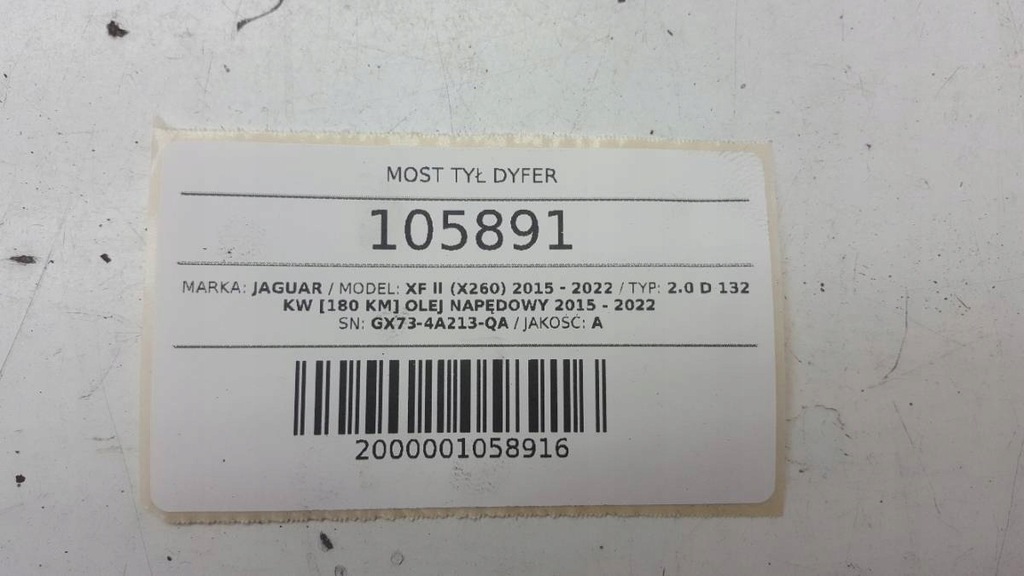 MOST TYŁ DYFER
105891
MARKA: JAGUAR / MODEL: XF II (X260) 2015 - 2022 / TYP: 2.0 D 132
KW [180 KM] OLEJ NAPĘDOWY 2015 - 2022
SN: GX73-4A213-QA / JAKOŚĆ: A
2000001058916